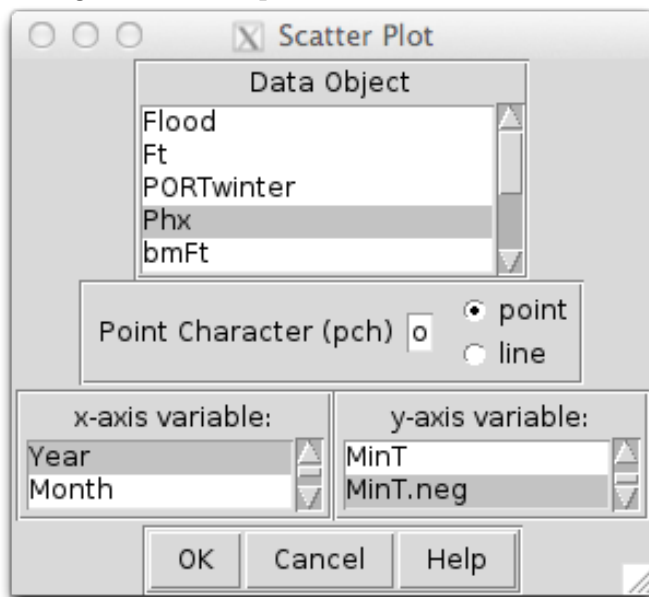 Scatter Plot
Data Object
Flood
Ft
PORTwinter
Phx
bmFt
Point Character (pch) o
point
line
x-axis variable:
Year
Month
y-axis variable:
MinT
MinT.neg
OK Cancel Help